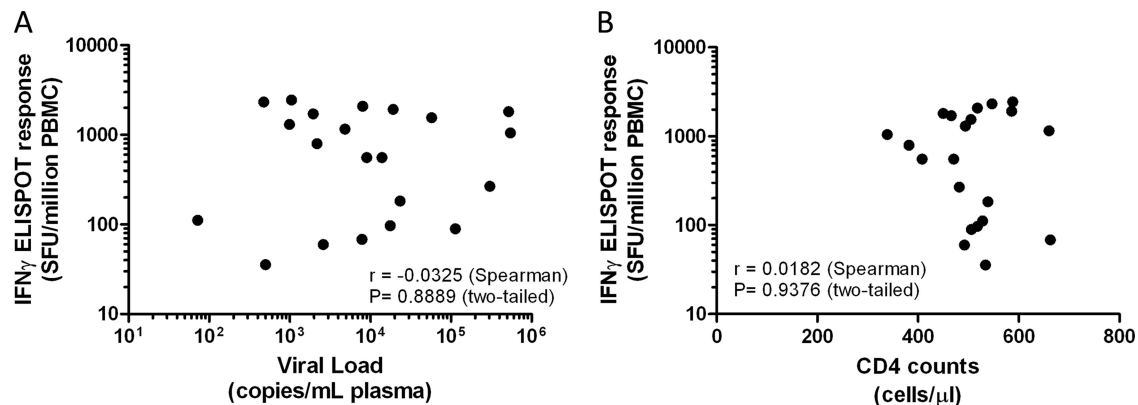 A
IFNγ ELISPOT response
(SFU/million PBMC)
10000
1000
100
10
r = -0.0325 (Spearman)
P= 0.8889 (two-tailed)
10¹ 10² 10³ 10⁴ 10⁵ 10⁶
Viral Load
(copies/mL plasma)
B
IFNγ ELISPOT response
(SFU/million PBMC)
10000
1000
100
10
r = 0.0182 (Spearman)
P= 0.9376 (two-tailed)
0 200 400 600 800
CD4 counts
(cells/μl)